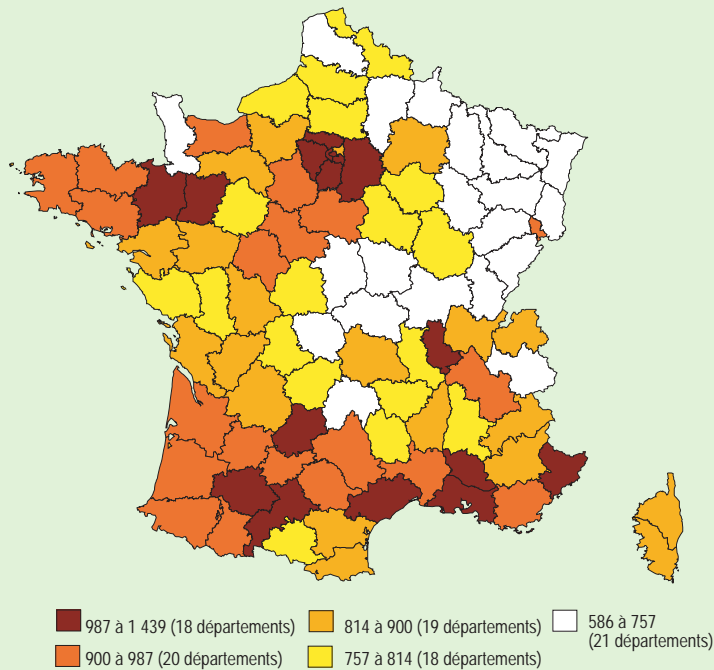 987 à 1 439 (18 départements)
900 à 987 (20 départements)
814 à 900 (19 départements)
757 à 814 (18 départements)
586 à 757
(21 départements)